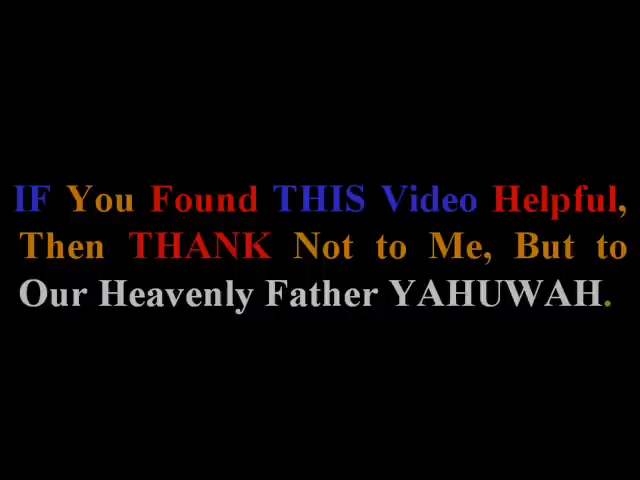 IF You Found THIS Video Helpful,
Then THANK Not to Me, But to
Our Heavenly Father YAHUWAH.